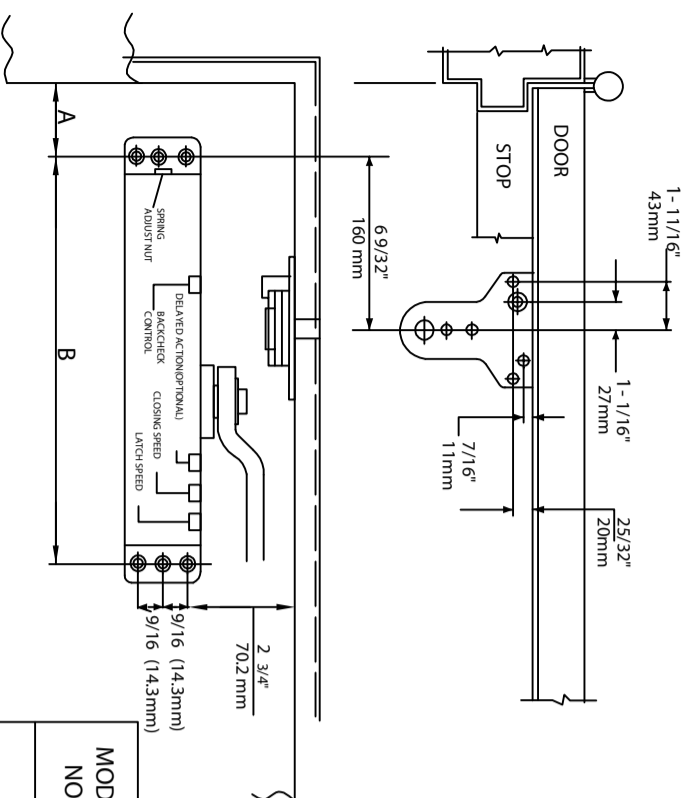 DOOR
STOP
1- 11/16"
43mm
1- 1/16"
27mm
7/16"
11mm
25/32"
20mm
6 9/32"
160 mm
A
B
SPRING
ADJUST NUT
DELAYED ACTION(OPTIONAL)
BACKCHECK
CONTROL
CLOSING SPEED
LATCH SPEED
2 3/4"
70.2 mm
9/16 (14.3mm)
9/16 (14.3mm)
MOD
NO